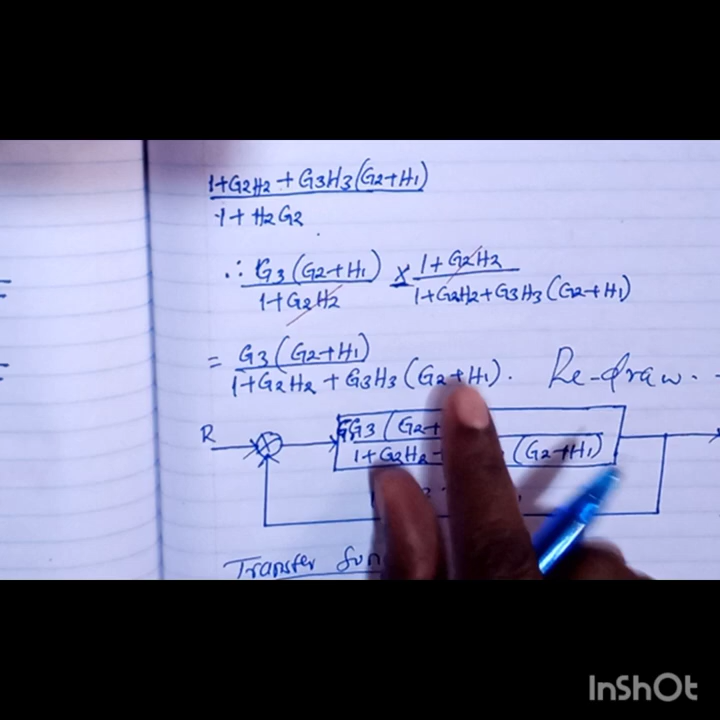 1+G2H2 + G3H3(G2+H1)
1 + H2G2
∴ G3(G2+H1) × 1+G2H2
1+G2H2 1+G2H2+G3H3(G2+H1)
= G3(G2+H1)
1+G2H2 + G3H3(G2+H1). Re-draw.
R G3(G2+
1+G2H2 (G2+H1)
Transfer
InShOt